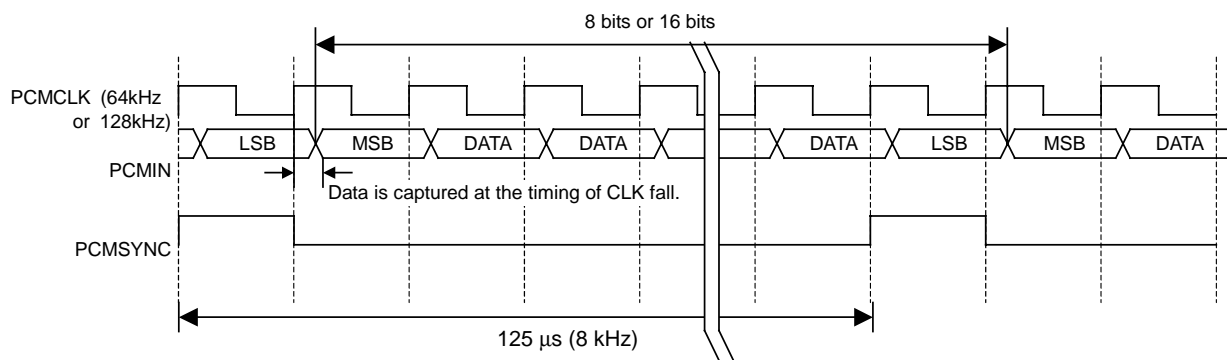 8 bits or 16 bits
PCMCLK (64kHz
or 128kHz)
LSB MSB DATA DATA DATA LSB MSB DATA
PCMIN
Data is captured at the timing of CLK fall.
PCMSYNC
125 μs (8 kHz)